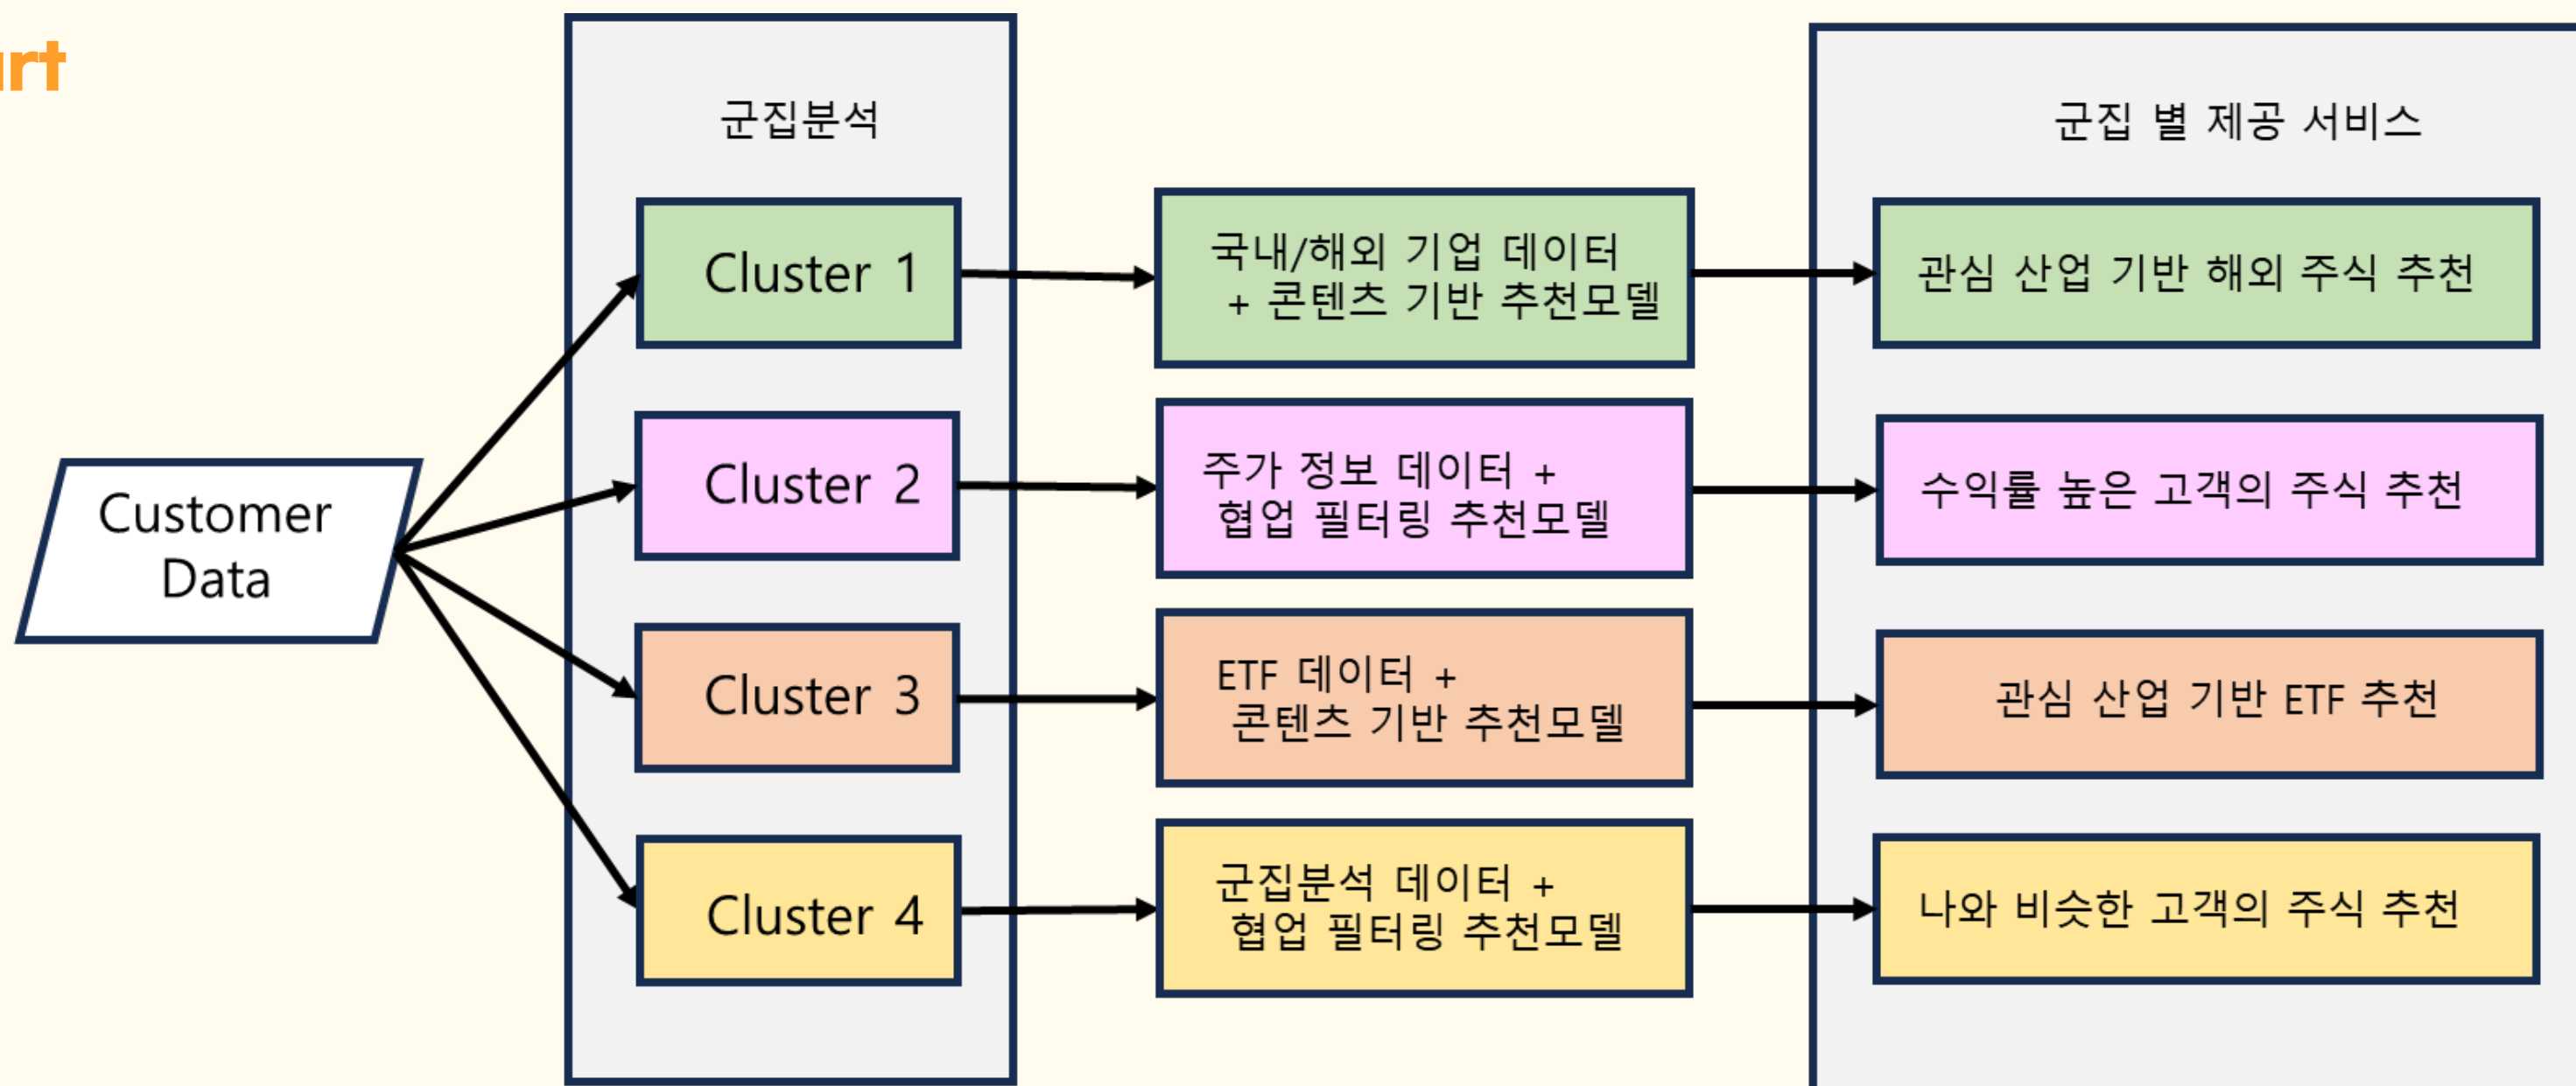 군집분석
군집 별 제공 서비스
Customer
Data
Cluster 1
국내/해외 기업 데이터
+ 콘텐츠 기반 추천모델
관심 산업 기반 해외 주식 추천
Cluster 2
주가 정보 데이터 +
협업 필터링 추천모델
수익률 높은 고객의 주식 추천
Cluster 3
ETF 데이터 +
콘텐츠 기반 추천모델
관심 산업 기반 ETF 추천
Cluster 4
군집분석 데이터 +
협업 필터링 추천모델
나와 비슷한 고객의 주식 추천